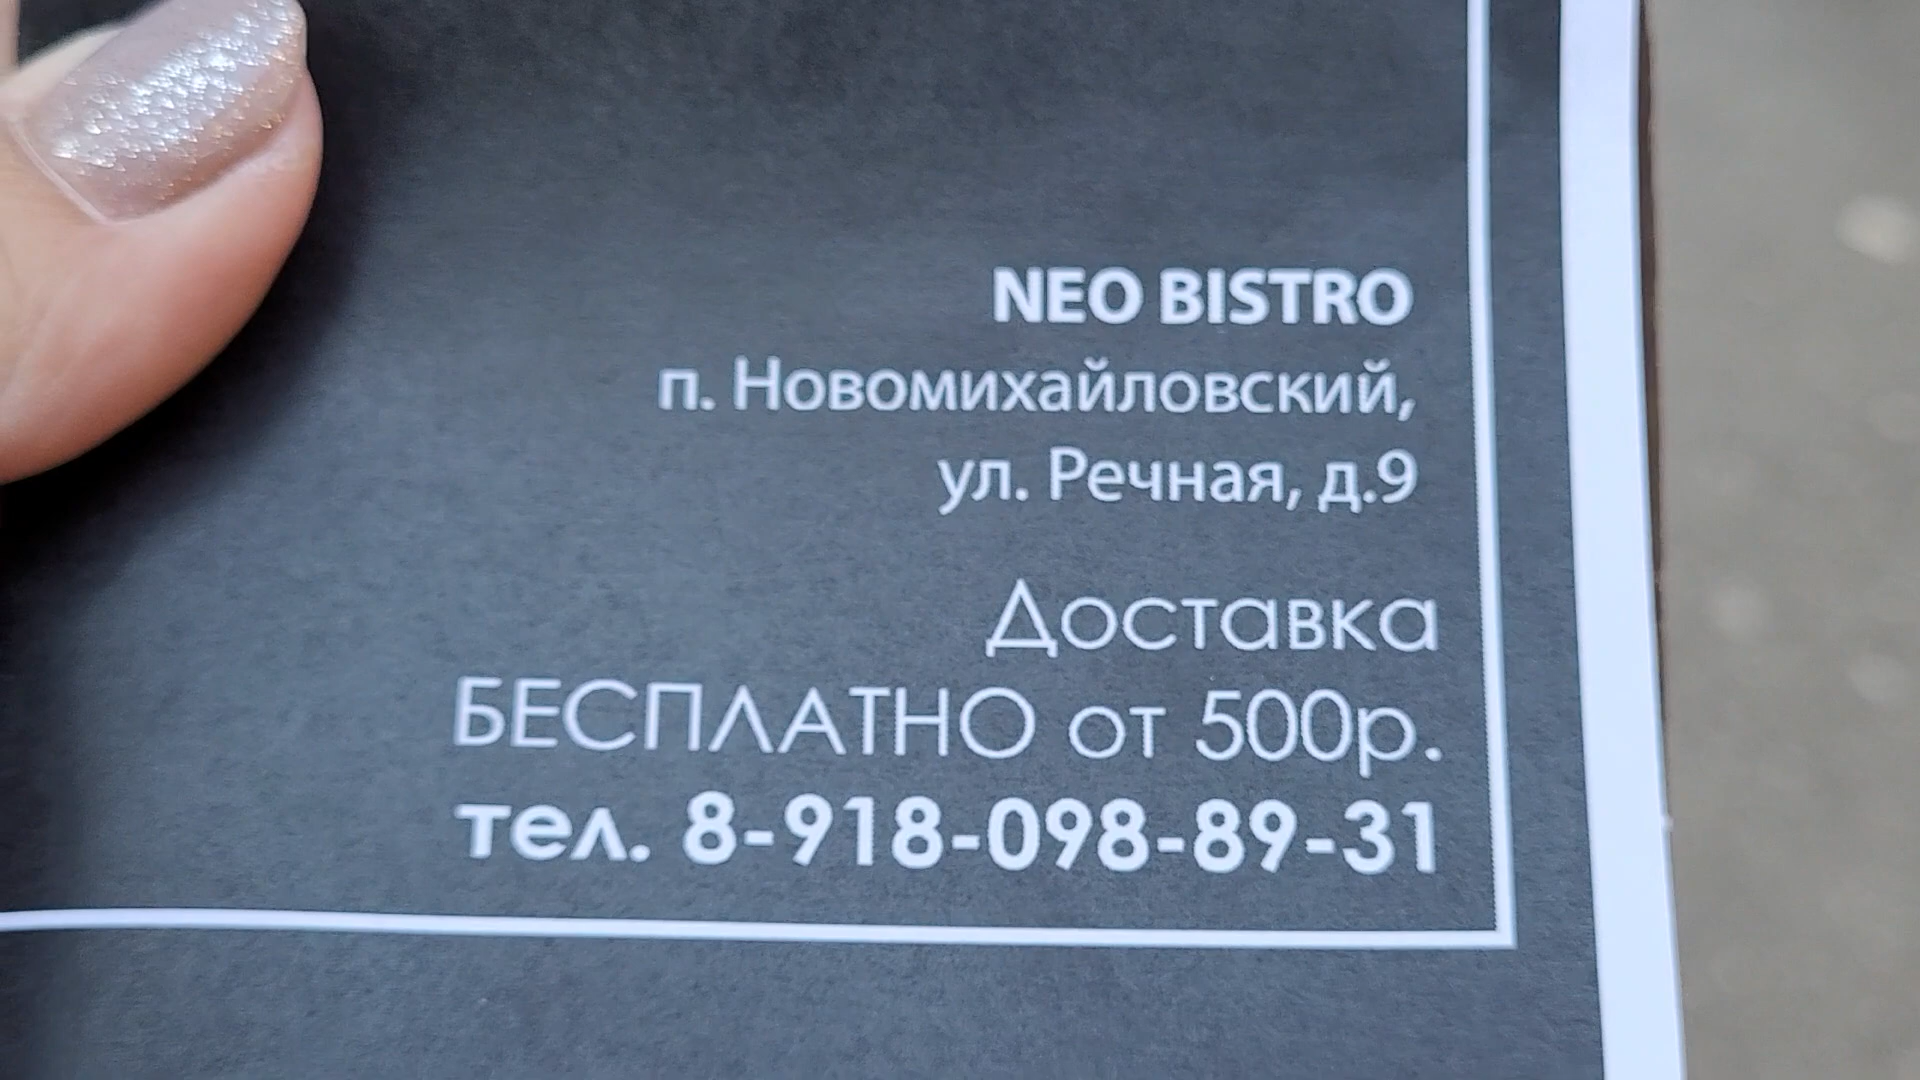 NEO BISTRO
п. Новомихайловский,
ул. Речная, д.9
Доставка
БЕСПЛАТНО от 500р.
тел. 8-918-098-89-31